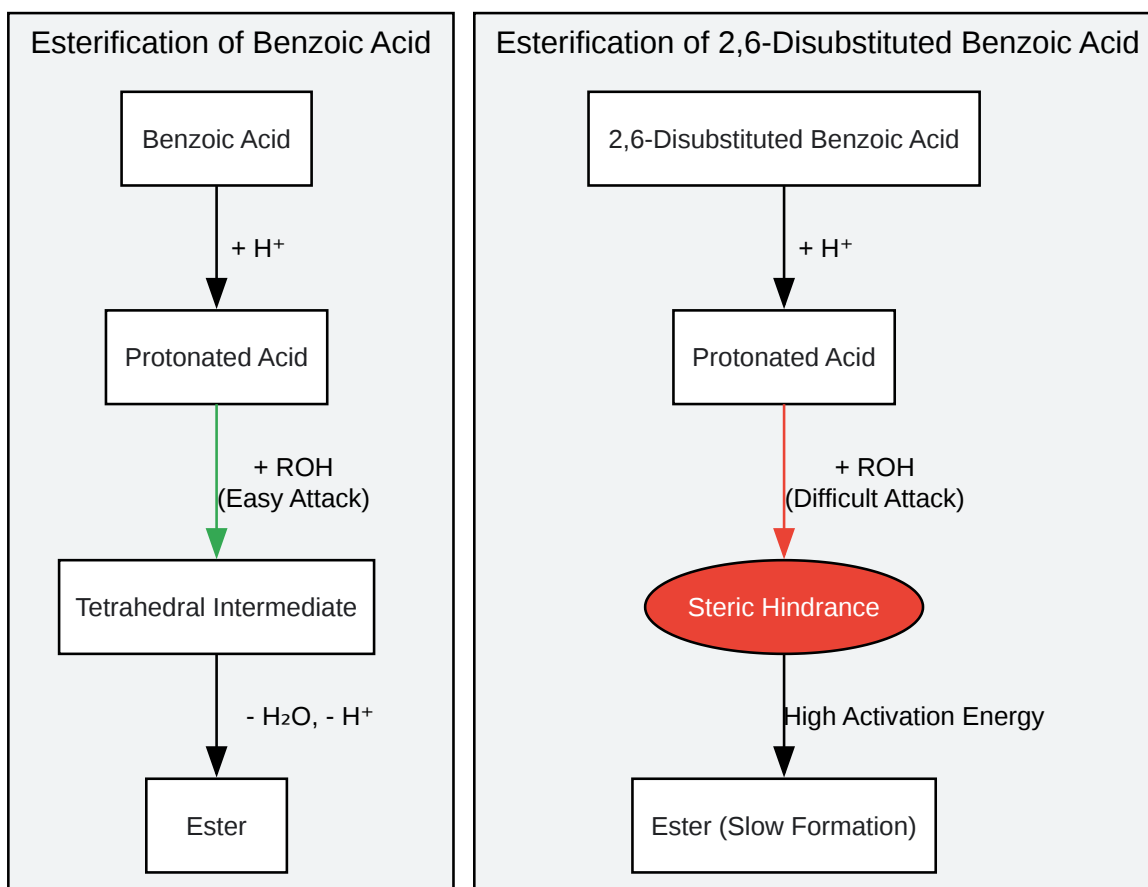 Esterification of Benzoic Acid
Benzoic Acid
+ H⁺
Protonated Acid
+ ROH
(Easy Attack)
Tetrahedral Intermediate
- H₂O, - H⁺
Ester
Esterification of 2,6-Disubstituted Benzoic Acid
2,6-Disubstituted Benzoic Acid
+ H⁺
Protonated Acid
+ ROH
(Difficult Attack)
Steric Hindrance
High Activation Energy
Ester (Slow Formation)